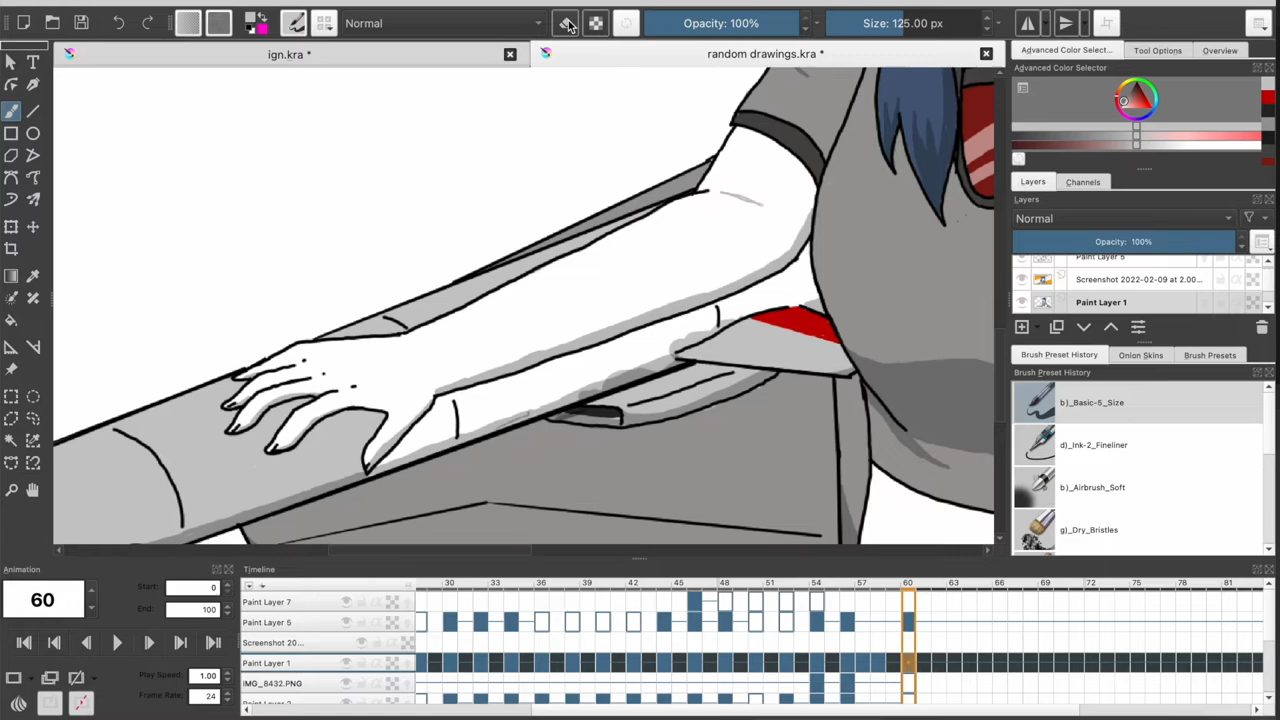 Normal
Opacity: 100%
Size: 125.00 px
ign.kra *
random drawings.kra *
Advanced Color Select...
Tool Options
Overview
Advanced Color Selector
Layers
Channels
Layers
Normal
Opacity: 100%
Paint Layer 5
Screenshot 2022-02-09 at 2.00...
Paint Layer 1
Brush Preset History
Onion Skins
Brush Presets
Brush Preset History
b)_Basic-5_Size
d)_Ink-2_Fineliner
b)_Airbrush_Soft
g)_Dry_Bristles
Animation
60
Start: 0
End: 100
Play Speed: 1.00
Frame Rate: 24
Timeline
30 33 36 39 42 45 48 51 54 57 60 63 66 69 72 75 78 81
Paint Layer 7
Paint Layer 5
Screenshot 20...
Paint Layer 1
IMG_8432.PNG